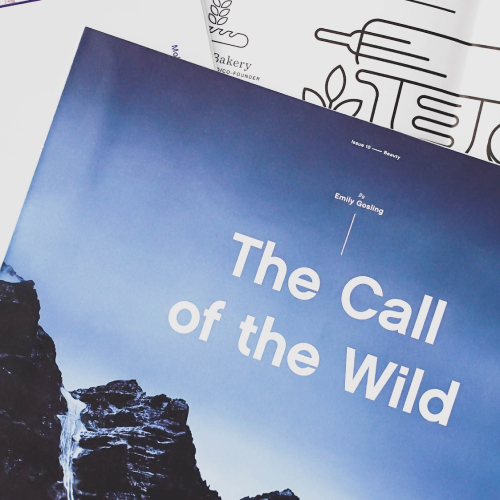 Bakery
CO-FOUNDER
Issue 10 — Beauty
By
Emily Gosling
The Call
of the Wild